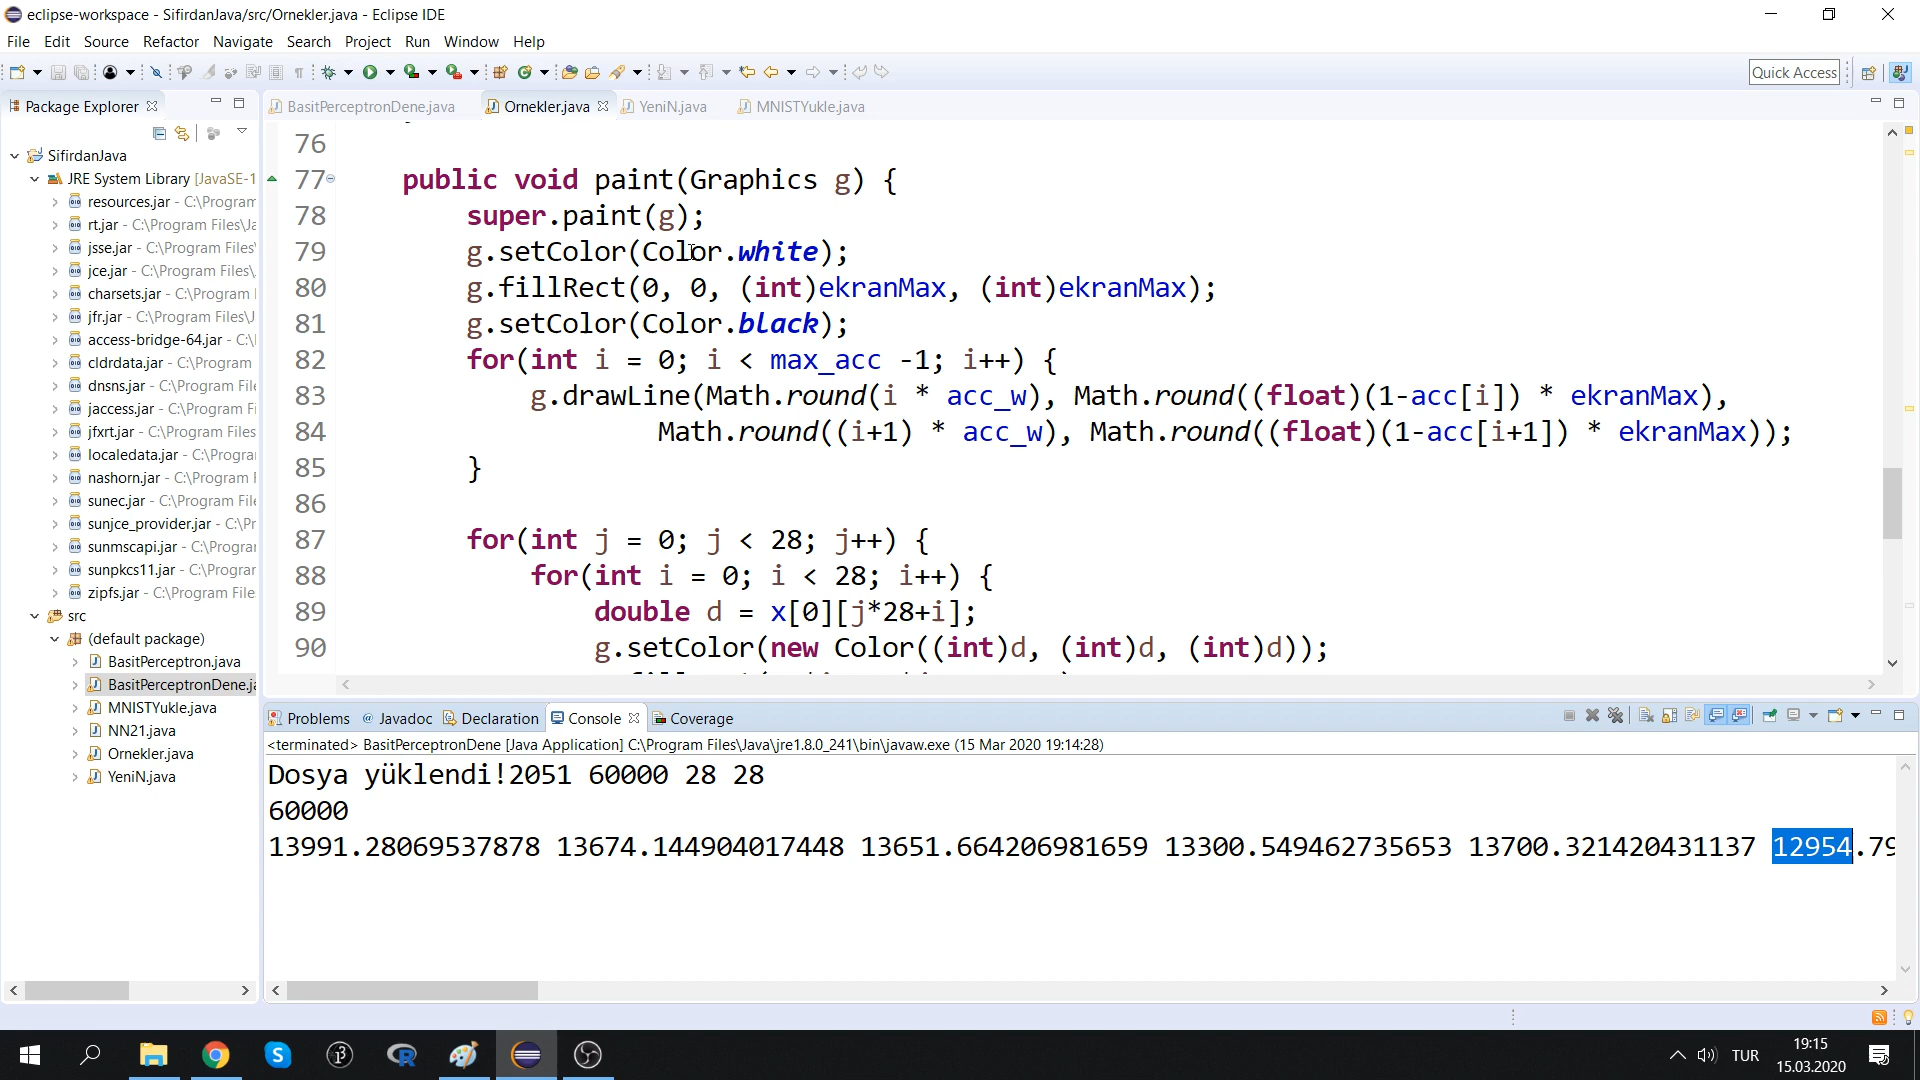 eclipse-workspace - SifirdanJava/src/Ornekler.java - Eclipse IDE
File Edit Source Refactor Navigate Search Project Run Window Help
Quick Access
Package Explorer
BasitPerceptronDene.java Ornekler.java YeniN.java MNISTYukle.java
SifirdanJava
JRE System Library [JavaSE-1
resources.jar - C:\Program
rt.jar - C:\Program Files\Ja
jsse.jar - C:\Program Files\
jce.jar - C:\Program Files\
charsets.jar - C:\Program
jfr.jar - C:\Program Files\J
access-bridge-64.jar - C:\
cldrdata.jar - C:\Program
dnsns.jar - C:\Program File
jaccess.jar - C:\Program Fi
jfxrt.jar - C:\Program Files
localedata.jar - C:\Progra
nashorn.jar - C:\Program
sunec.jar - C:\Program File
sunjce_provider.jar - C:\Pr
sunmscapi.jar - C:\Progra
sunpkcs11.jar - C:\Progra
zipfs.jar - C:\Program File
src
(default package)
BasitPerceptron.java
BasitPerceptronDene.ja
MNISTYukle.java
NN21.java
Ornekler.java
YeniN.java
76
77 public void paint(Graphics g) {
78 super.paint(g);
79 g.setColor(Color.white);
80 g.fillRect(0, 0, (int)ekranMax, (int)ekranMax);
81 g.setColor(Color.black);
82 for(int i = 0; i < max_acc -1; i++) {
83 g.drawLine(Math.round(i * acc_w), Math.round((float)(1-acc[i]) * ekranMax),
84 Math.round((i+1) * acc_w), Math.round((float)(1-acc[i+1]) * ekranMax));
85 }
86
87 for(int j = 0; j < 28; j++) {
88 for(int i = 0; i < 28; i++) {
89 double d = x[0][j*28+i];
90 g.setColor(new Color((int)d, (int)d, (int)d));
Problems @ Javadoc Declaration Console Coverage
<terminated> BasitPerceptronDene [Java Application] C:\Program Files\Java\jre1.8.0_241\bin\javaw.exe (15 Mar 2020 19:14:28)
Dosya yüklendi!2051 60000 28 28
60000
13991.28069537878 13674.144904017448 13651.664206981659 13300.549462735653 13700.321420431137 12954.79
TUR
19:15
15.03.2020